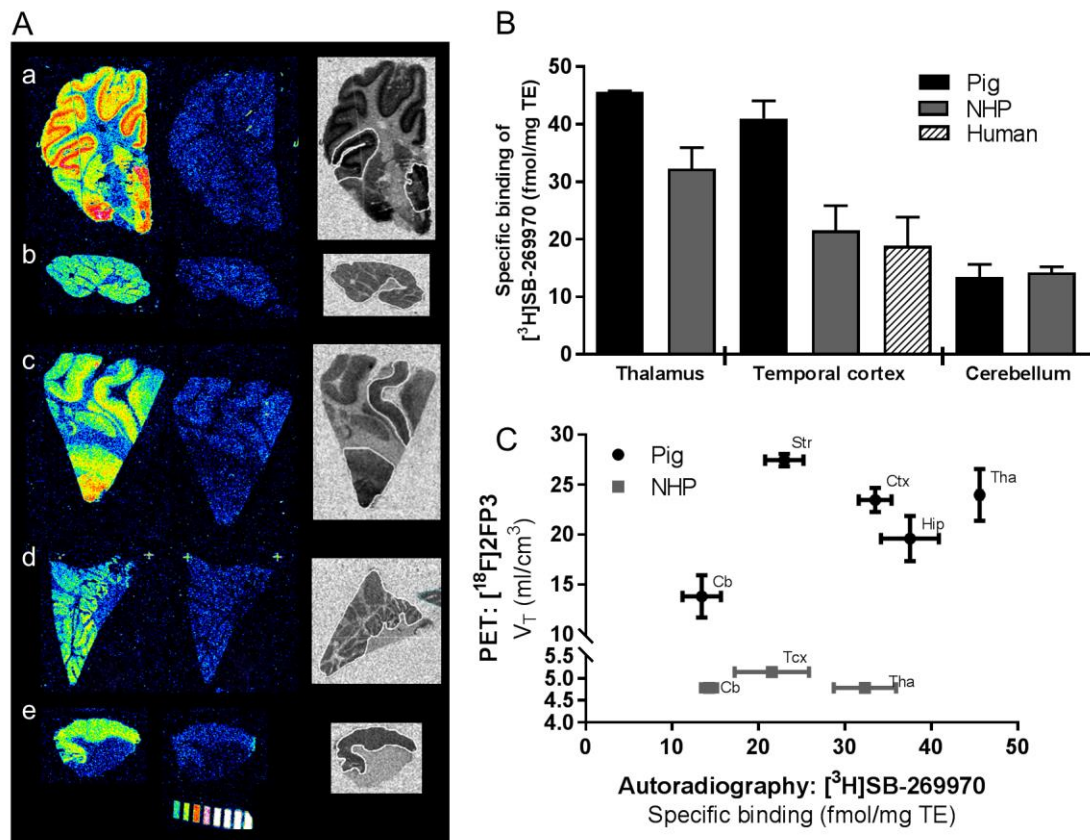 A
a
b
c
d
e
B
Specific binding of
[³H]SB-269970 (fmol/mg TE)
50
40
30
20
10
0
Pig
NHP
Human
Thalamus Temporal cortex Cerebellum
C
PET: [¹⁸F]2FP3
V_T (ml/cm³)
30
25
20
15
10
5.5
5.0
4.5
4.0
Pig
NHP
Str
Ctx
Tha
Hip
Cb
Tcx
Cb
Tha
0 10 20 30 40 50
Autoradiography: [³H]SB-269970
Specific binding (fmol/mg TE)